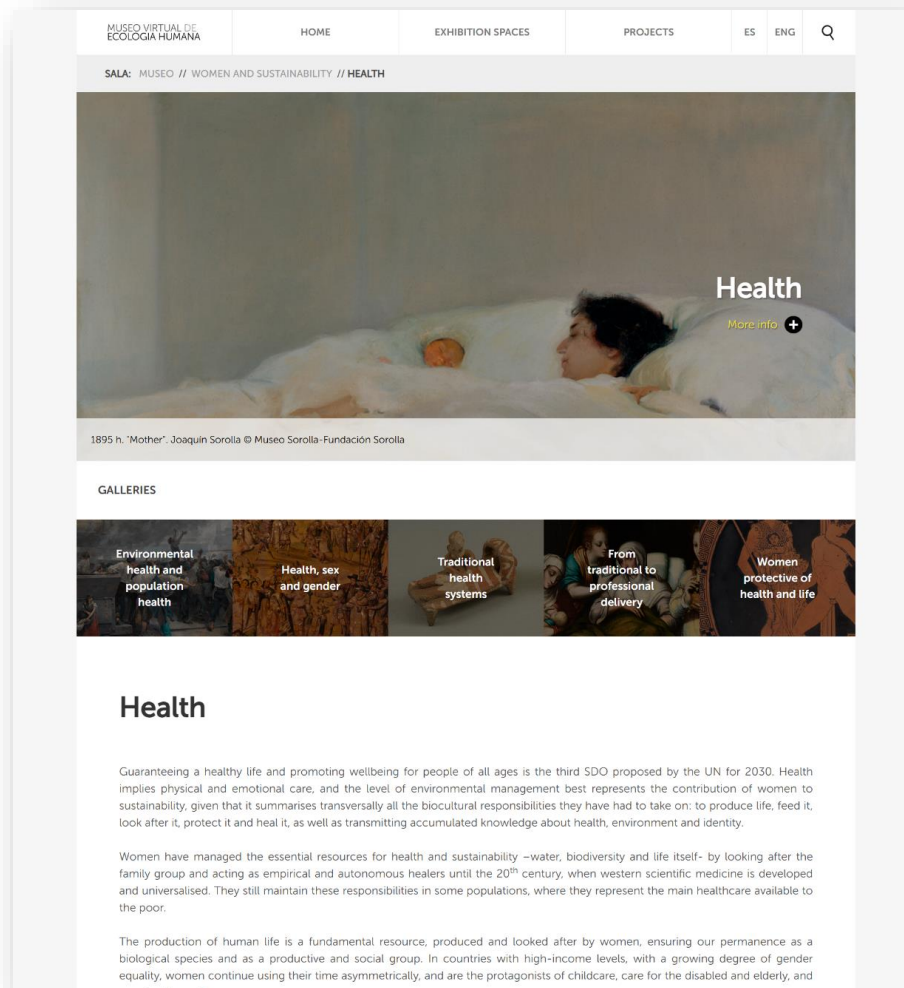 MUSEO VIRTUAL DE
ECOLOGIA HUMANA
HOME
EXHIBITION SPACES
PROJECTS
ES
ENG
SALA: MUSEO // WOMEN AND SUSTAINABILITY // HEALTH
Health
More info
1895 h. "Mother". Joaquín Sorolla © Museo Sorolla-Fundación Sorolla
GALLERIES
Environmental
health and
population
health
Health, sex
and gender
Traditional
health
systems
From
traditional to
professional
delivery
Women
protective of
health and life
Health
Guaranteeing a healthy life and promoting wellbeing for people of all ages is the third SDO proposed by the UN for 2030. Health
implies physical and emotional care, and the level of environmental management best represents the contribution of women to
sustainability, given that it summarises transversally all the biocultural responsibilities they have had to take on: to produce life, feed it,
look after it, protect it and heal it, as well as transmitting accumulated knowledge about health, environment and identity.
Women have managed the essential resources for health and sustainability –water, biodiversity and life itself- by looking after the
family group and acting as empirical and autonomous healers until the 20th century, when western scientific medicine is developed
and universalised. They still maintain these responsibilities in some populations, where they represent the main healthcare available to
the poor.
The production of human life is a fundamental resource, produced and looked after by women, ensuring our permanence as a
biological species and as a productive and social group. In countries with high-income levels, with a growing degree of gender
equality, women continue using their time asymmetrically, and are the protagonists of childcare, care for the disabled and elderly, and